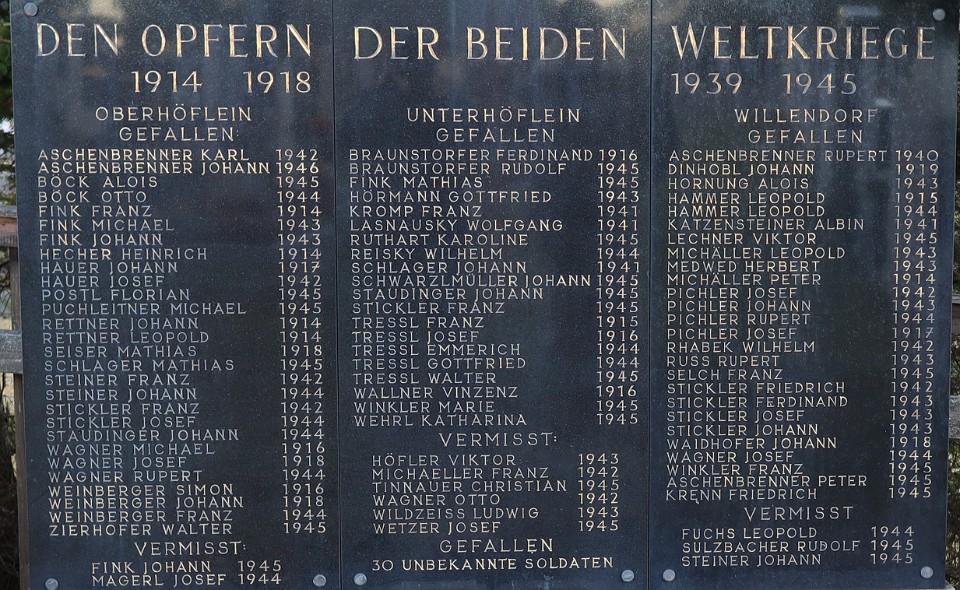 DEN OPFERN DER BEIDEN WELTKRIEGE
1914 1918 1939 1945
OBERHÖFLEIN
GEFALLEN:
ASCHENBRENNER KARL 1942
ASCHENBRENNER JOHANN 1946
BÖCK ALOIS 1945
BÖCK OTTO 1944
FINK FRANZ 1914
FINK MICHAEL 1943
FINK JOHANN 1943
HECHER HEINRICH 1914
HAUER JOHANN 1917
HAUER JOSEF 1942
POSTL FLORIAN 1945
PUCHLEITNER MICHAEL 1945
RETTNER JOHANN 1914
RETTNER LEOPOLD 1914
SEISER MATHIAS 1918
SCHLAGER MATHIAS 1945
STEINER FRANZ 1942
STEINER JOHANN 1944
STICKLER FRANZ 1942
STICKLER JOSEF 1944
STAUDINGER JOHANN 1944
WAGNER MICHAEL 1916
WAGNER JOSEF 1918
WAGNER RUPERT 1944
WEINBERGER SIMON 1916
WEINBERGER JOHANN 1918
WEINBERGER FRANZ 1944
ZIERHOFER WALTER 1945
VERMISST:
FINK JOHANN 1945
MAGERL JOSEF 1944
UNTERHÖFLEIN
GEFALLEN
BRAUNSTORFER FERDINAND 1916
BRAUNSTORFER RUDOLF 1945
FINK MATHIAS 1945
HÖRMANN GOTTFRIED 1943
KROMP FRANZ 1941
LASNAUSKY WOLFGANG 1941
RUTHART KAROLINE 1945
REISKY WILHELM 1944
SCHLAGER JOHANN 1941
SCHWARZLMÜLLER JOHANN 1945
STAUDINGER JOHANN 1945
STICKLER FRANZ 1945
TRESSL FRANZ 1915
TRESSL JOSEF 1916
TRESSL EMMERICH 1944
TRESSL GOTTFRIED 1944
TRESSL WALTER 1945
WALLNER VINZENZ 1916
WINKLER MARIE 1945
WEHRL KATHARINA 1945
VERMISST:
HÖFLER VIKTOR 1943
MICHAELLER FRANZ 1942
TINNAUER CHRISTIAN 1945
WAGNER OTTO 1942
WILDZEISS LUDWIG 1943
WETZER JOSEF 1945
GEFALLEN
30 UNBEKANNTE SOLDATEN
WILLENDORF
GEFALLEN
ASCHENBRENNER RUPERT 1940
DINHOBL JOHANN 1919
HORNUNG ALOIS 1943
HAMMER LEOPOLD 1915
HAMMER LEOPOLD 1944
KATZENSTEINER ALBIN 1941
LECHNER VIKTOR 1945
MICHÄLLER LEOPOLD 1943
MEDWED HERBERT 1943
MICHÄLLER PETER 1914
PICHLER JOSEF 1942
PICHLER JOHANN 1943
PICHLER RUPERT 1944
PICHLER JOSEF 1917
RHABEK WILHELM 1942
RUSS RUPERT 1943
SELCH FRANZ 1945
STICKLER FRIEDRICH 1942
STICKLER FERDINAND 1943
STICKLER JOSEF 1943
STICKLER JOHANN 1943
WAIDHOFER JOHANN 1918
WAGNER JOSEF 1944
WINKLER FRANZ 1945
ASCHENBRENNER PETER 1945
KRENN FRIEDRICH 1945
VERMISST
FUCHS LEOPOLD 1944
SULZBACHER RUDOLF 1945
STEINER JOHANN 1945